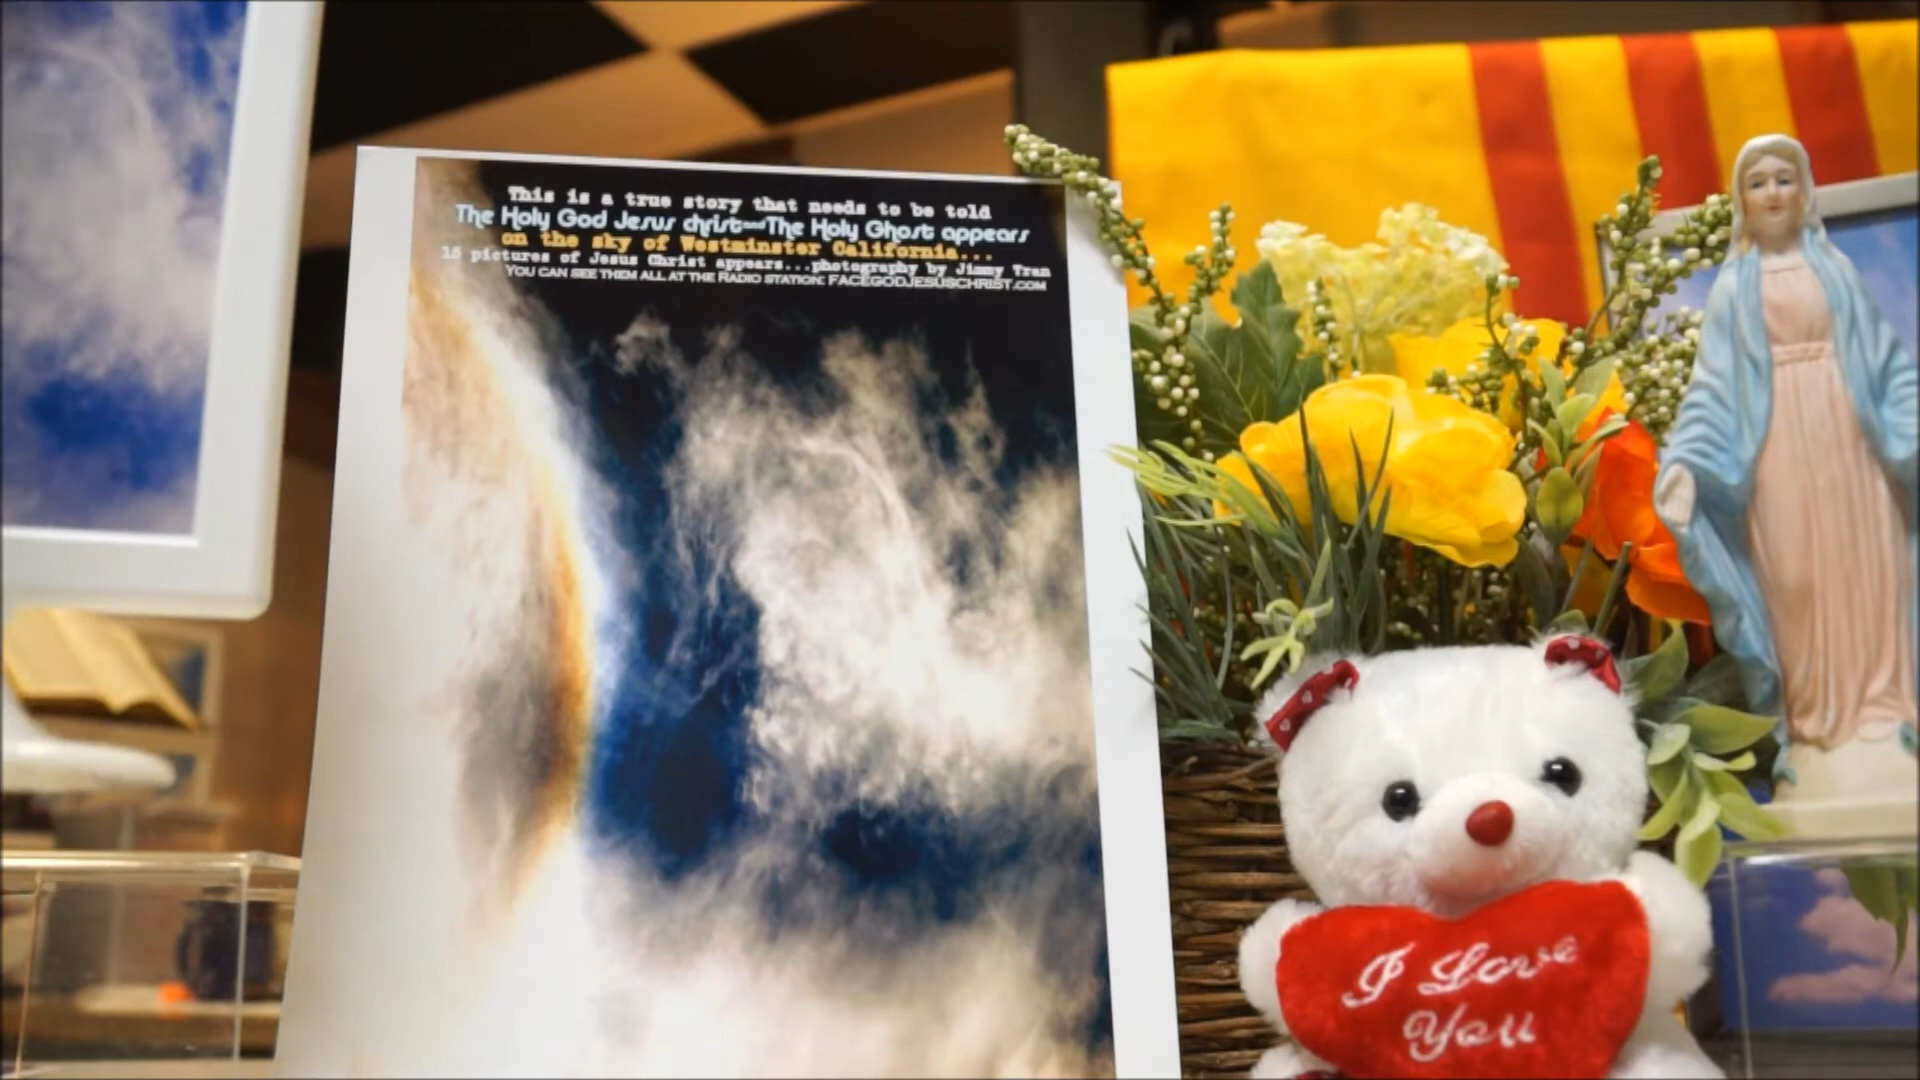 This is a true story that needs to be told
The Holy God Jesus christ and The Holy Ghost appears
on the sky of Westminster California...
15 pictures of Jesus Christ appears...photography by Jimmy Tran
YOU CAN SEE THEM ALL AT THE RADIO STATION: FACEGODJESUSCHRIST.COM
I Love
You